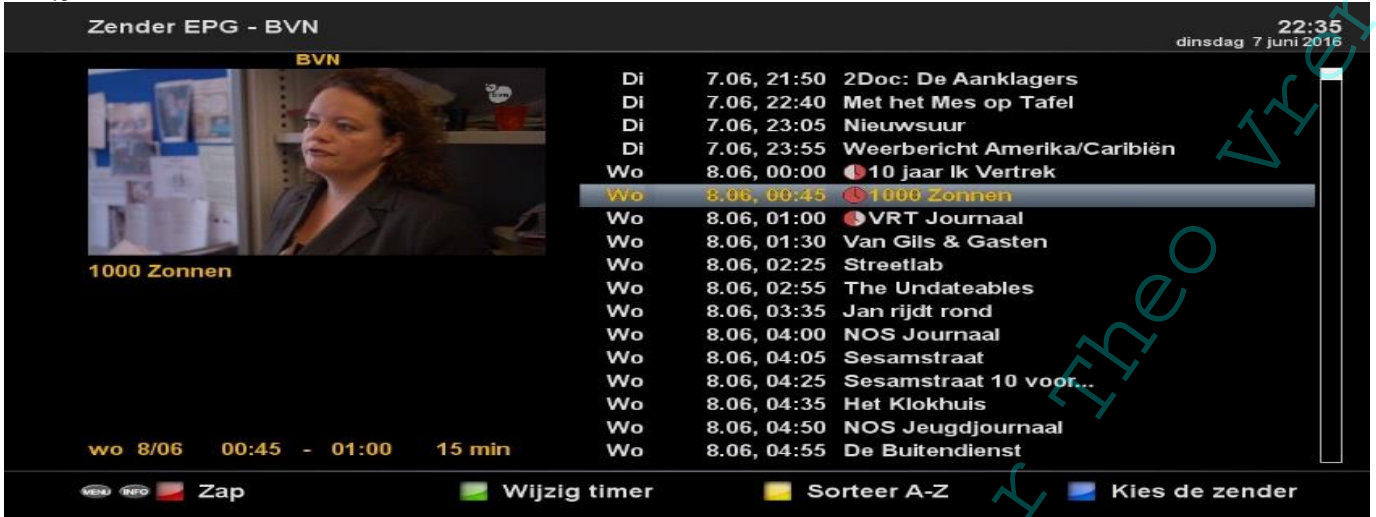 Zender EPG - BVN
22:35
dinsdag 7 juni 2016
BVN
bvn
1000 Zonnen
wo 8/06 00:45 - 01:00 15 min
Di 7.06, 21:50 2Doc: De Aanklagers
Di 7.06, 22:40 Met het Mes op Tafel
Di 7.06, 23:05 Nieuwsuur
Di 7.06, 23:55 Weerbericht Amerika/Caribiën
Wo 8.06, 00:00 10 jaar Ik Vertrek
Wo 8.06, 00:45 1000 Zonnen
Wo 8.06, 01:00 VRT Journaal
Wo 8.06, 01:30 Van Gils & Gasten
Wo 8.06, 02:25 Streetlab
Wo 8.06, 02:55 The Undateables
Wo 8.06, 03:35 Jan rijdt rond
Wo 8.06, 04:00 NOS Journaal
Wo 8.06, 04:05 Sesamstraat
Wo 8.06, 04:25 Sesamstraat 10 voor...
Wo 8.06, 04:35 Het Klokhuis
Wo 8.06, 04:50 NOS Jeugdjournaal
Wo 8.06, 04:55 De Buitendienst
MENU INFO Zap Wijzig timer Sorteer A-Z Kies de zender
r Theo Vrer